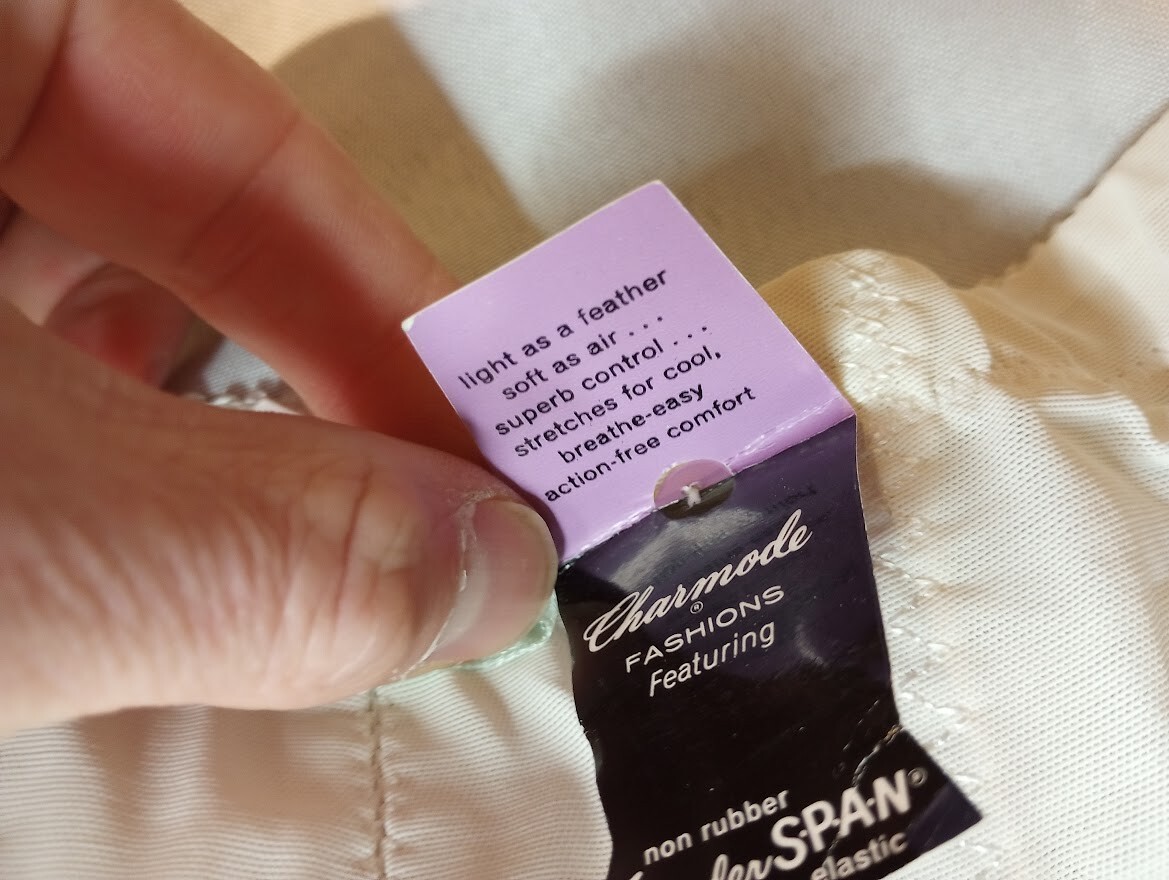 light as a feather
soft as air . . .
superb control . . .
stretches for cool,
breathe-easy
action-free comfort
Charmode
®
FASHIONS
Featuring
non rubber
S·P·A·N®
elastic